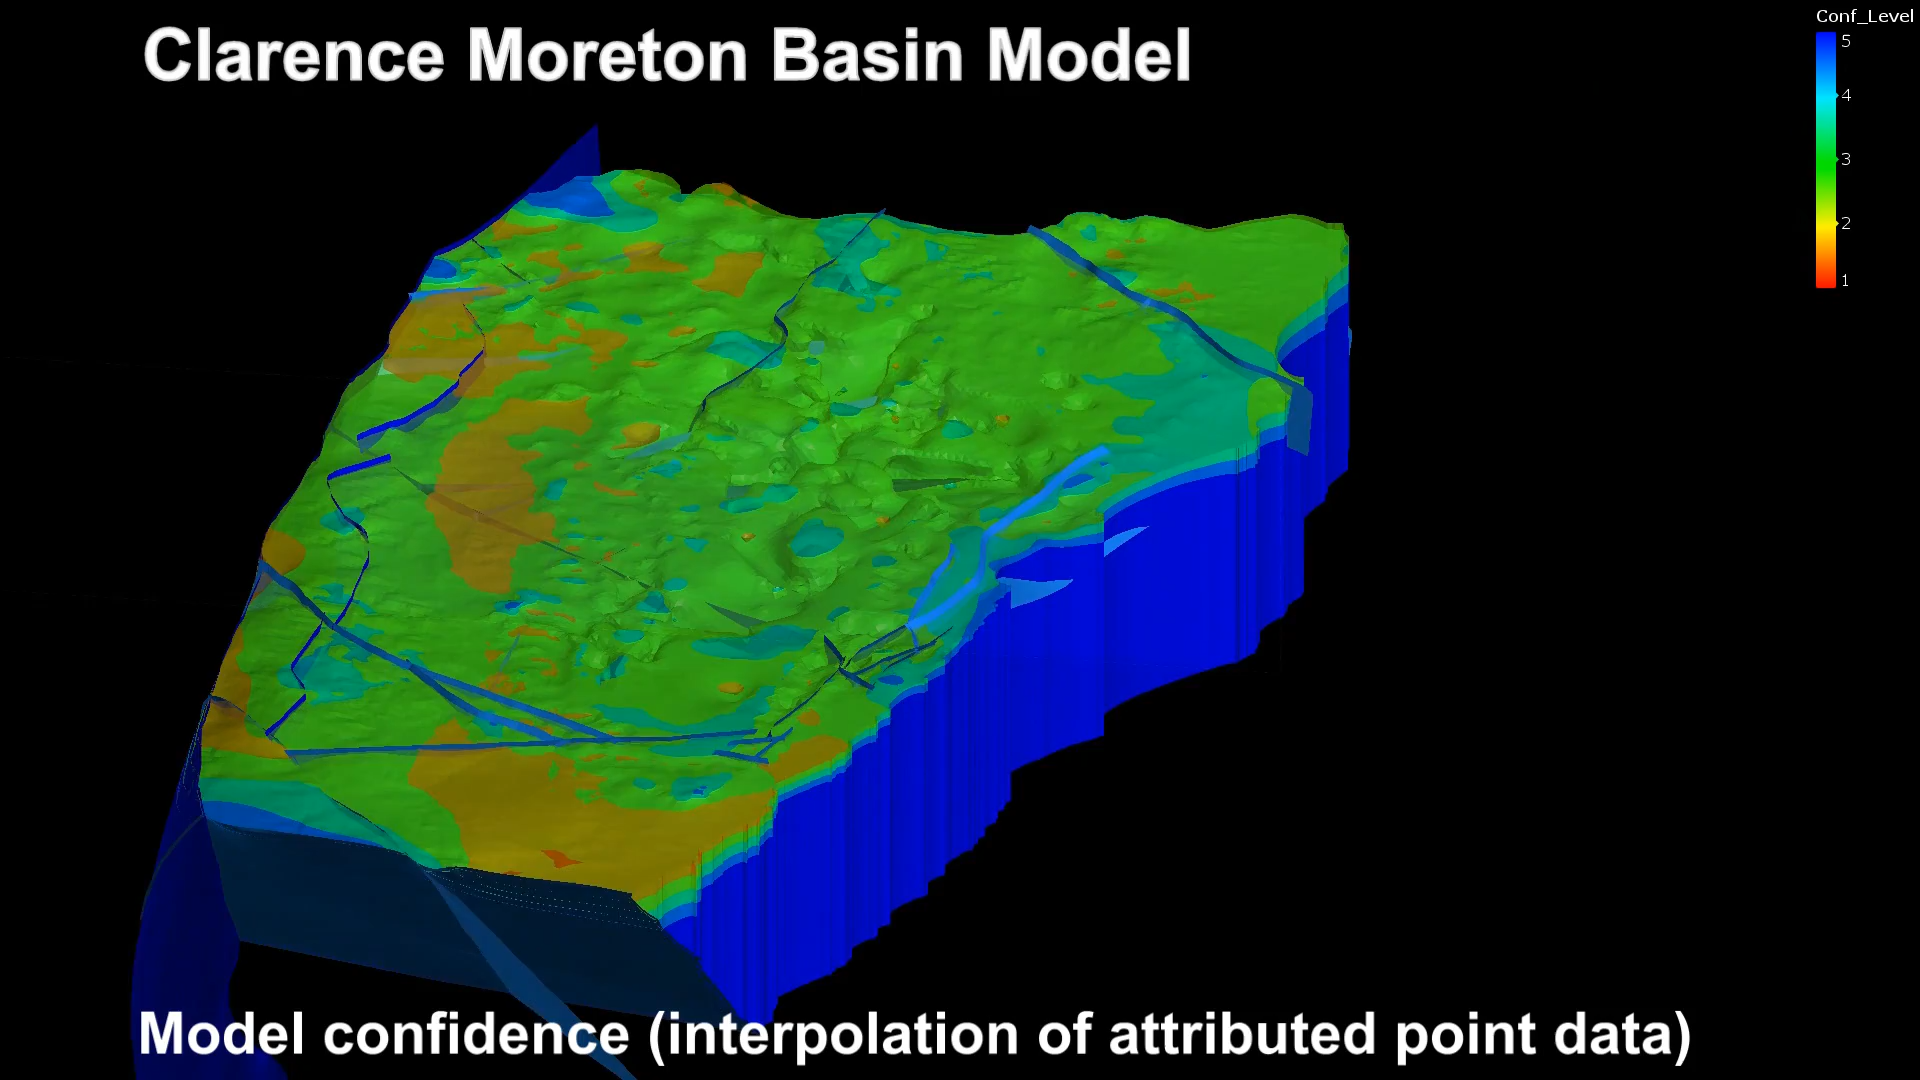 Clarence Moreton Basin Model
Conf_Level
5
4
3
2
1
Model confidence (interpolation of attributed point data)